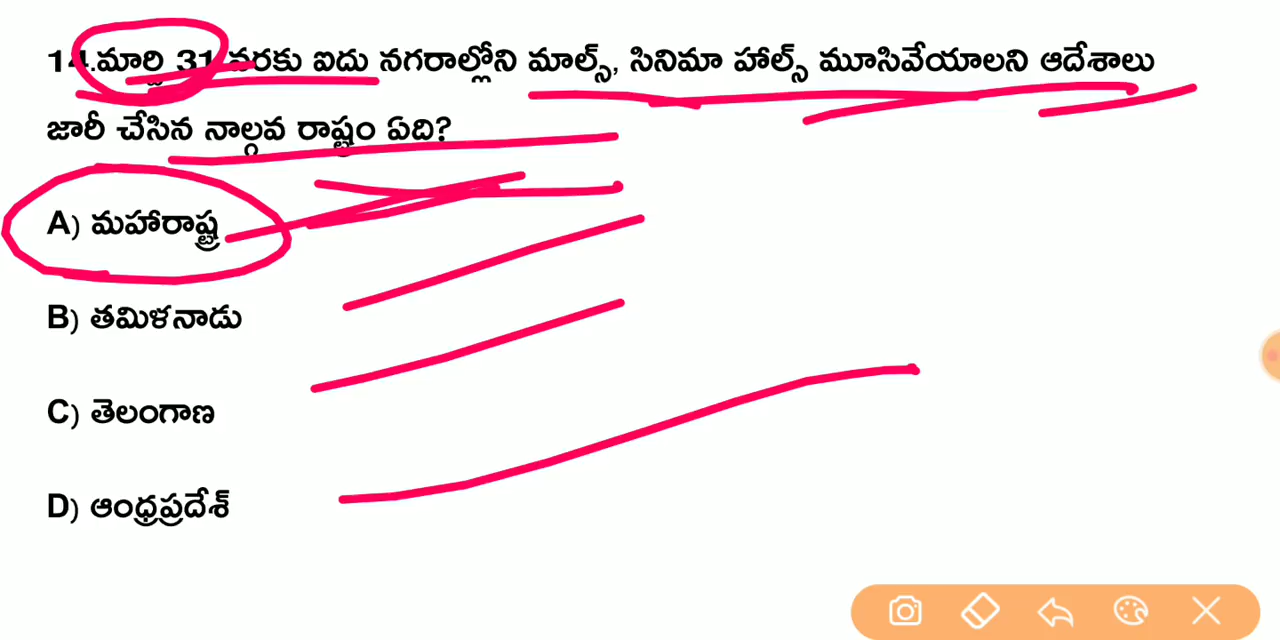 14.మార్చి 31 వరకు ఐదు నగరాల్లోని మాల్స్, సినిమా హాల్స్ మూసివేయాలని ఆదేశాలు
జారీ చేసిన నాల్గవ రాష్ట్రం ఏది?
A) మహారాష్ట్ర
B) తమిళనాడు
C) తెలంగాణ
D) ఆంధ్రప్రదేశ్